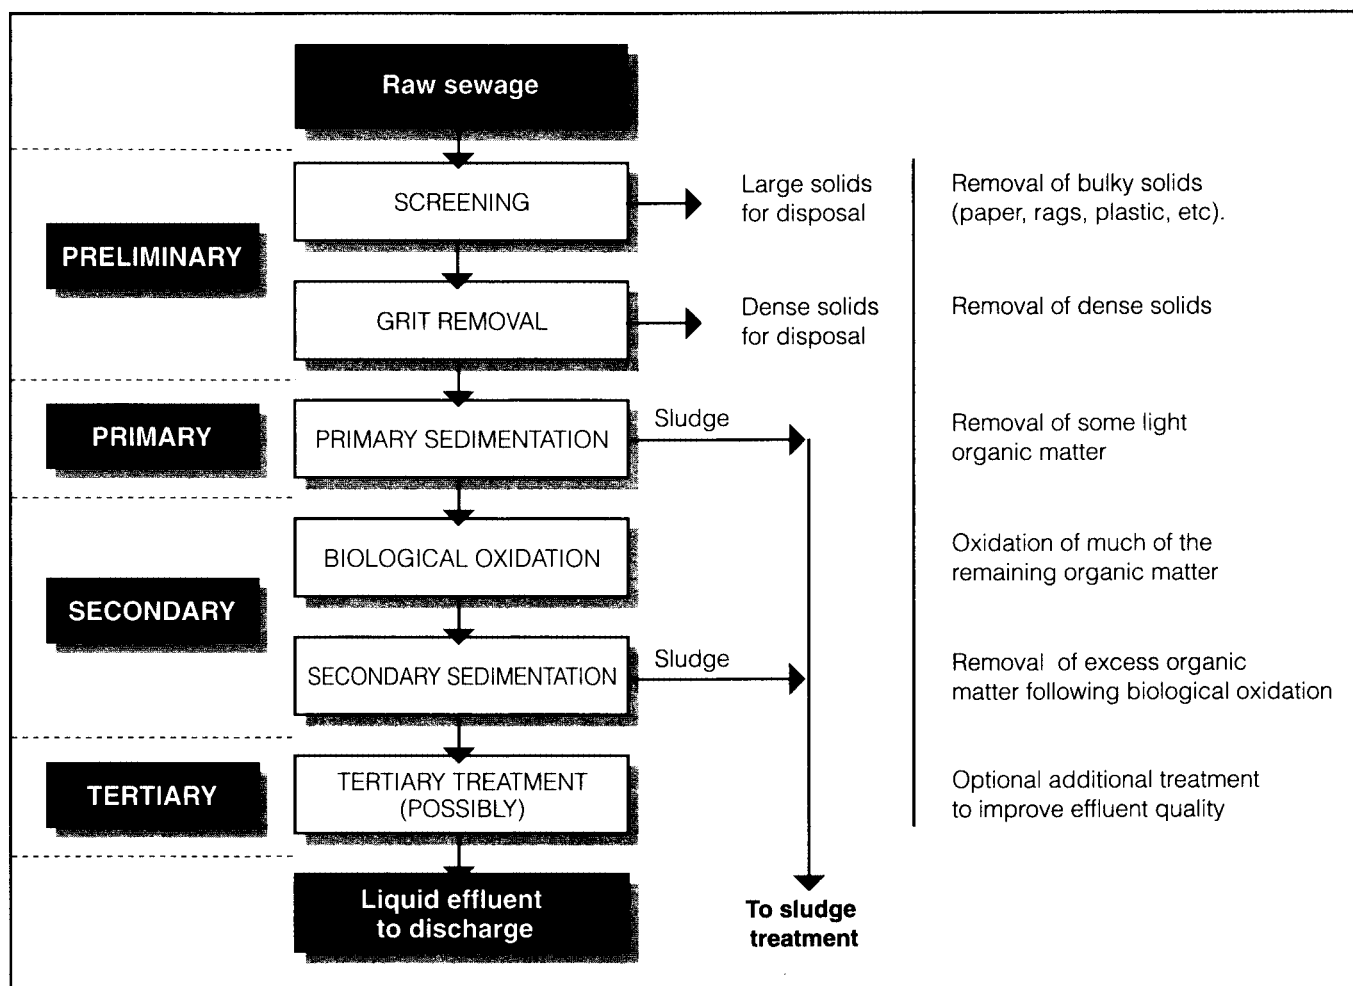 Raw sewage
PRELIMINARY
SCREENING
Large solids
for disposal
Removal of bulky solids
(paper, rags, plastic, etc).
GRIT REMOVAL
Dense solids
for disposal
Removal of dense solids
PRIMARY
PRIMARY SEDIMENTATION
Sludge
Removal of some light
organic matter
SECONDARY
BIOLOGICAL OXIDATION
Oxidation of much of the
remaining organic matter
SECONDARY SEDIMENTATION
Sludge
Removal of excess organic
matter following biological oxidation
TERTIARY
TERTIARY TREATMENT
(POSSIBLY)
Optional additional treatment
to improve effluent quality
Liquid effluent
to discharge
To sludge
treatment